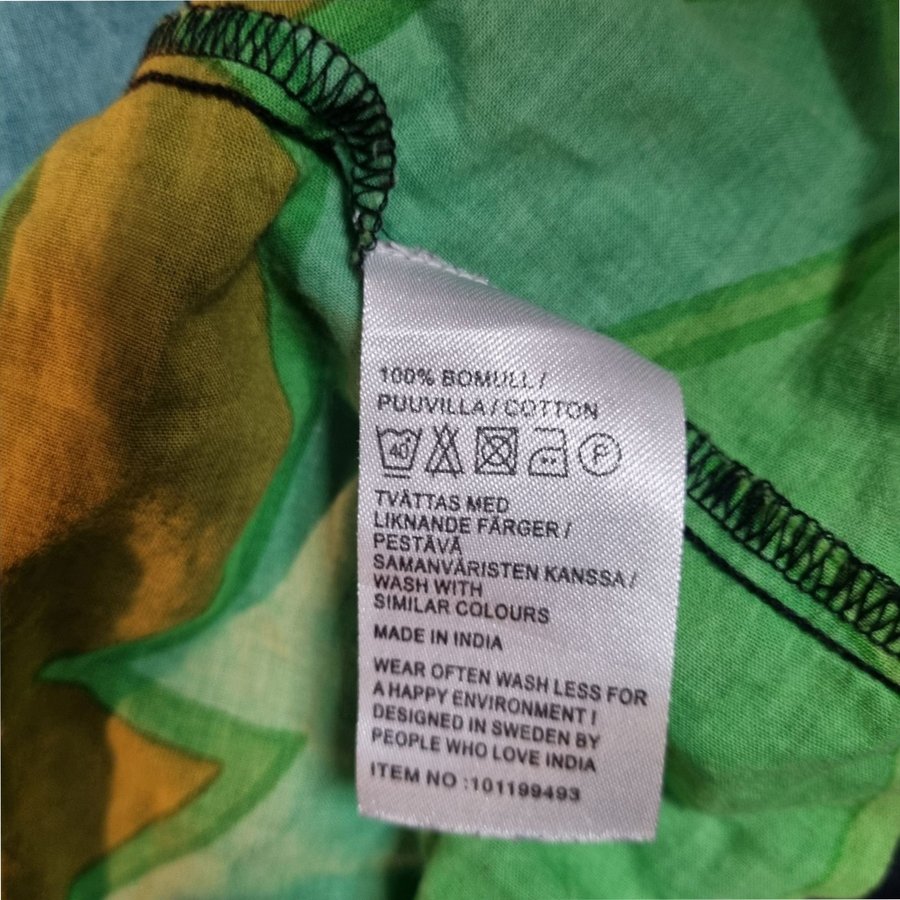 100% BOMULL /
PUUVILLA / COTTON
40
P
TVÄTTAS MED
LIKNANDE FÄRGER /
PESTÄVÄ
SAMANVÄRISTEN KANSSA /
WASH WITH
SIMILAR COLOURS
MADE IN INDIA
WEAR OFTEN WASH LESS FOR
A HAPPY ENVIRONMENT !
DESIGNED IN SWEDEN BY
PEOPLE WHO LOVE INDIA
ITEM NO :101199493